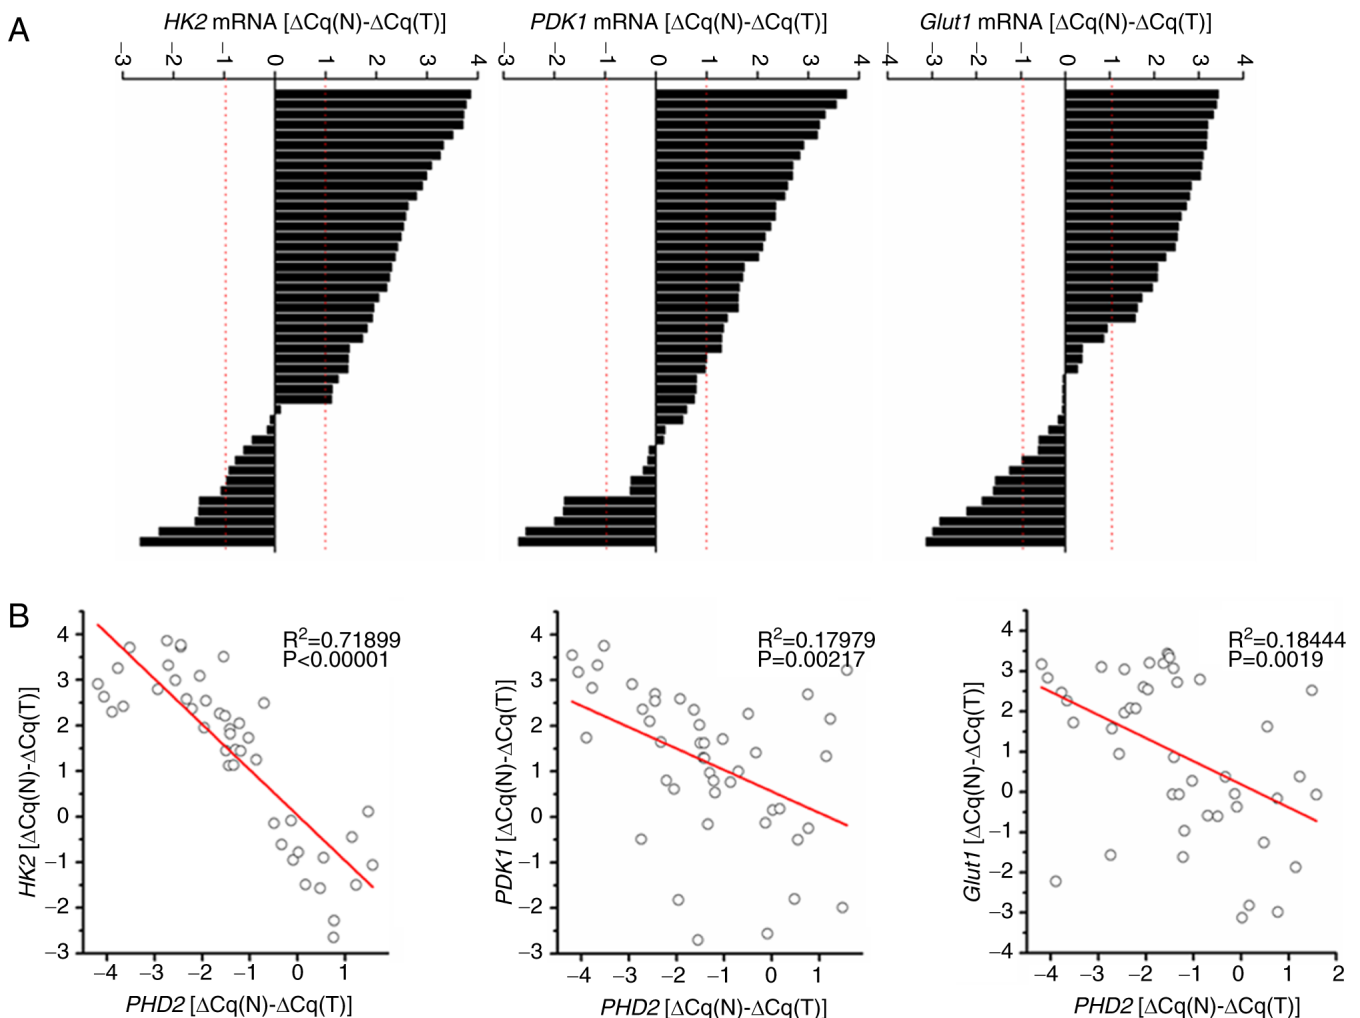 A
HK2 mRNA [ΔCq(N)-ΔCq(T)]
PDK1 mRNA [ΔCq(N)-ΔCq(T)]
Glut1 mRNA [ΔCq(N)-ΔCq(T)]
−3 −2 −1 0 1 2 3 4
−3 −2 −1 0 1 2 3 4
−4 −3 −2 −1 0 1 2 3 4
B
HK2 [ΔCq(N)-ΔCq(T)]
4
3
2
1
0
−1
−2
−3
R²=0.71899
P<0.00001
−4 −3 −2 −1 0 1
PHD2 [ΔCq(N)-ΔCq(T)]
PDK1 [ΔCq(N)-ΔCq(T)]
4
3
2
1
0
−1
−2
−3
R²=0.17979
P=0.00217
−4 −3 −2 −1 0 1
PHD2 [ΔCq(N)-ΔCq(T)]
Glut1 [ΔCq(N)-ΔCq(T)]
4
3
2
1
0
−1
−2
−3
−4
R²=0.18444
P=0.0019
−4 −3 −2 −1 0 1 2
PHD2 [ΔCq(N)-ΔCq(T)]